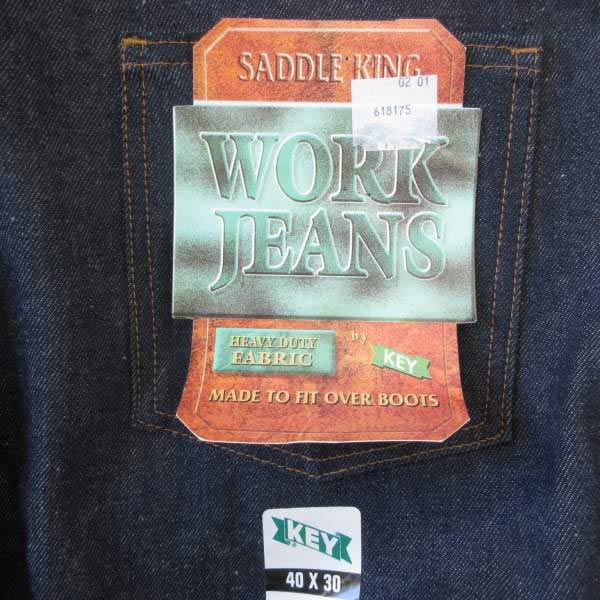 SADDLE KING
02 01
618175
WORK
JEANS
HEAVY DUTY
FABRIC
by
KEY
MADE TO FIT OVER BOOTS
KEY
40 X 30